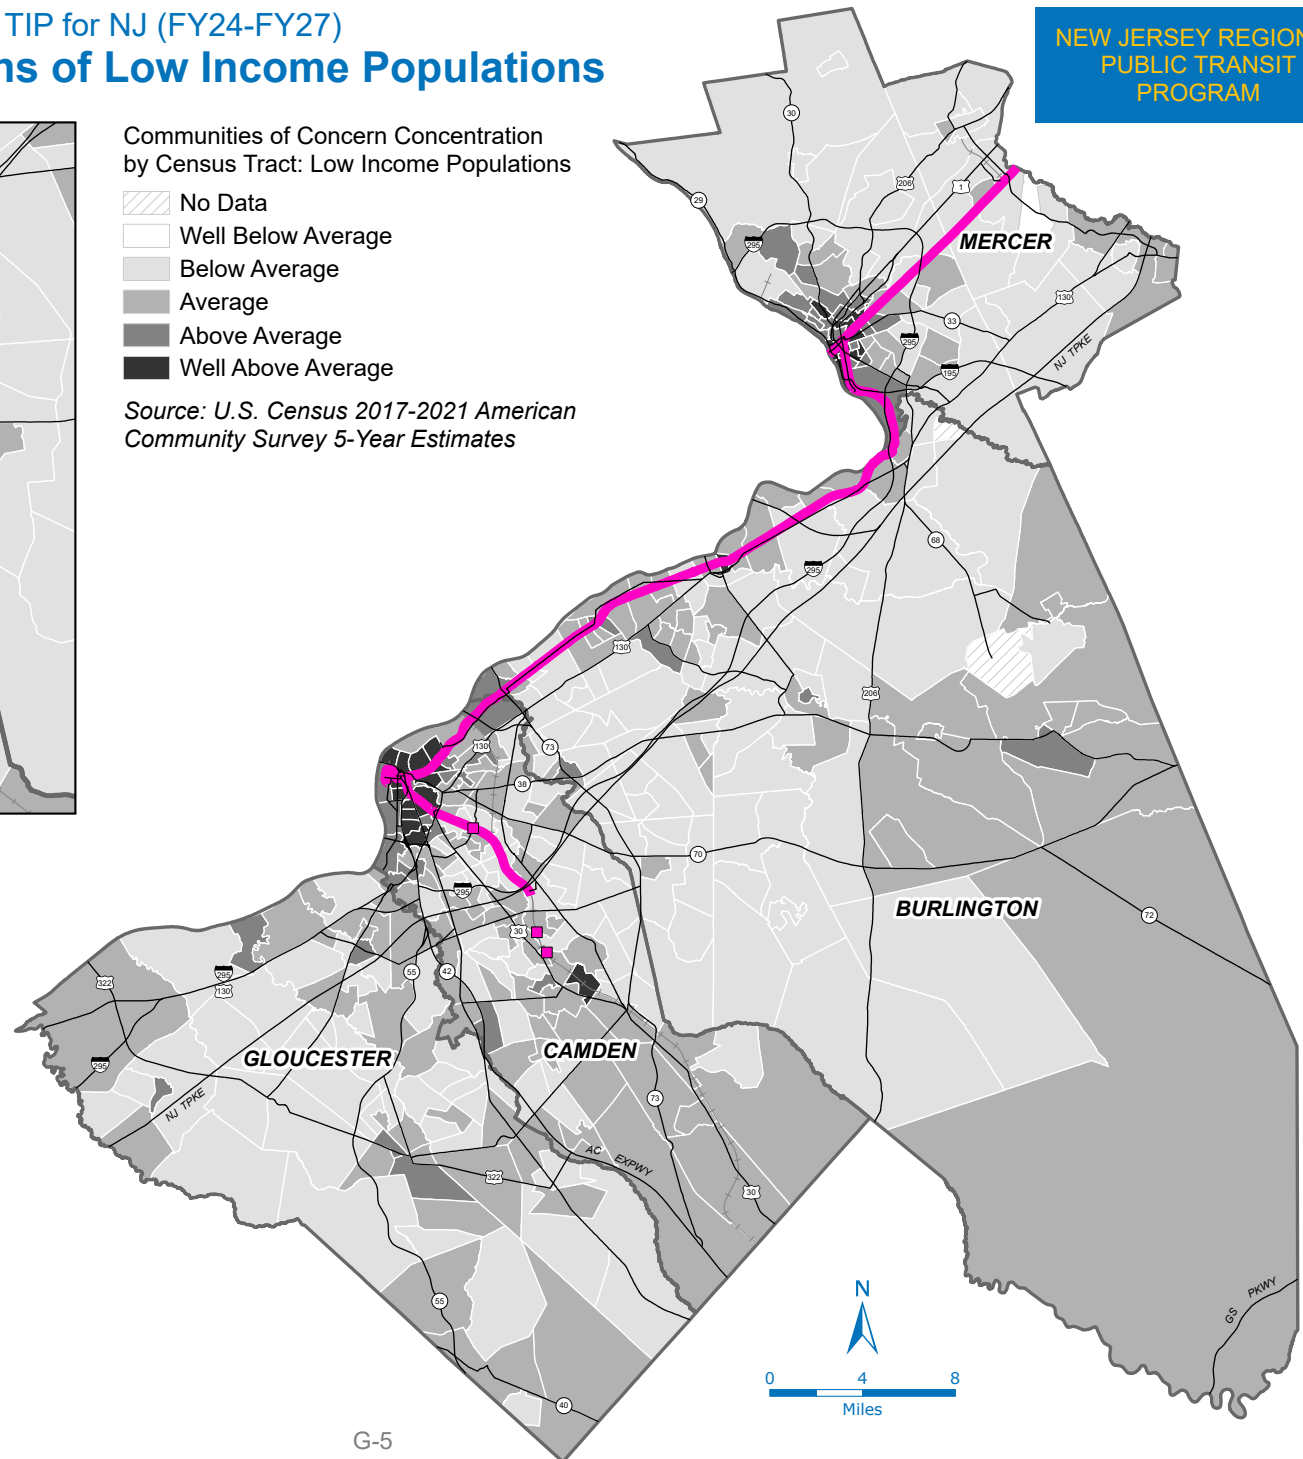 TIP for NJ (FY24-FY27)
ns of Low Income Populations
NEW JERSEY REGION
PUBLIC TRANSIT
PROGRAM
Communities of Concern Concentration
by Census Tract: Low Income Populations
No Data
Well Below Average
Below Average
Average
Above Average
Well Above Average
Source: U.S. Census 2017-2021 American
Community Survey 5-Year Estimates
30
206
1
29
295
MERCER
130
33
295
195
NJ TPKE
68
295
130
206
130
73
38
70
295
BURLINGTON
72
30
322
295
130
55
42
GLOUCESTER
CAMDEN
295
NJ TPKE
73
AC EXPWY
322
30
55
40
GS PKWY
N
0 4 8
Miles
G-5